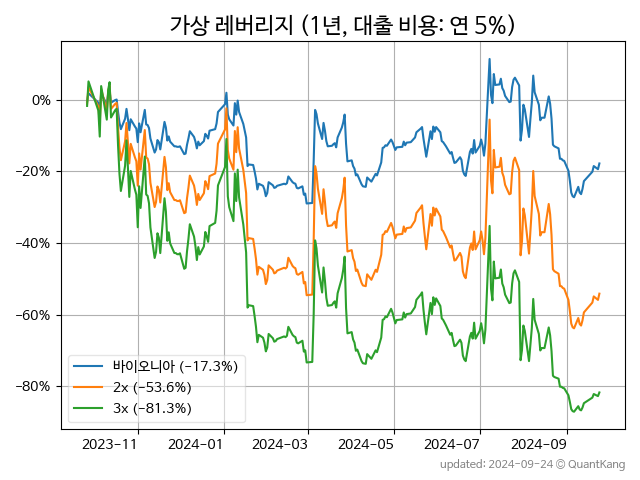 가상 레버리지 (1년, 대출 비용: 연 5%)
0%
−20%
−40%
−60%
−80%
바이오니아 (−17.3%)
2x (−53.6%)
3x (−81.3%)
2023-11 2024-01 2024-03 2024-05 2024-07 2024-09
updated: 2024-09-24 © QuantKang